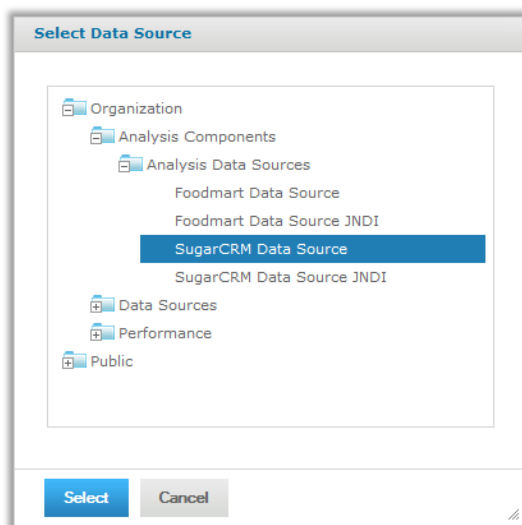 Select Data Source
Organization
Analysis Components
Analysis Data Sources
Foodmart Data Source
Foodmart Data Source JNDI
SugarCRM Data Source
SugarCRM Data Source JNDI
Data Sources
Performance
Public
Select Cancel